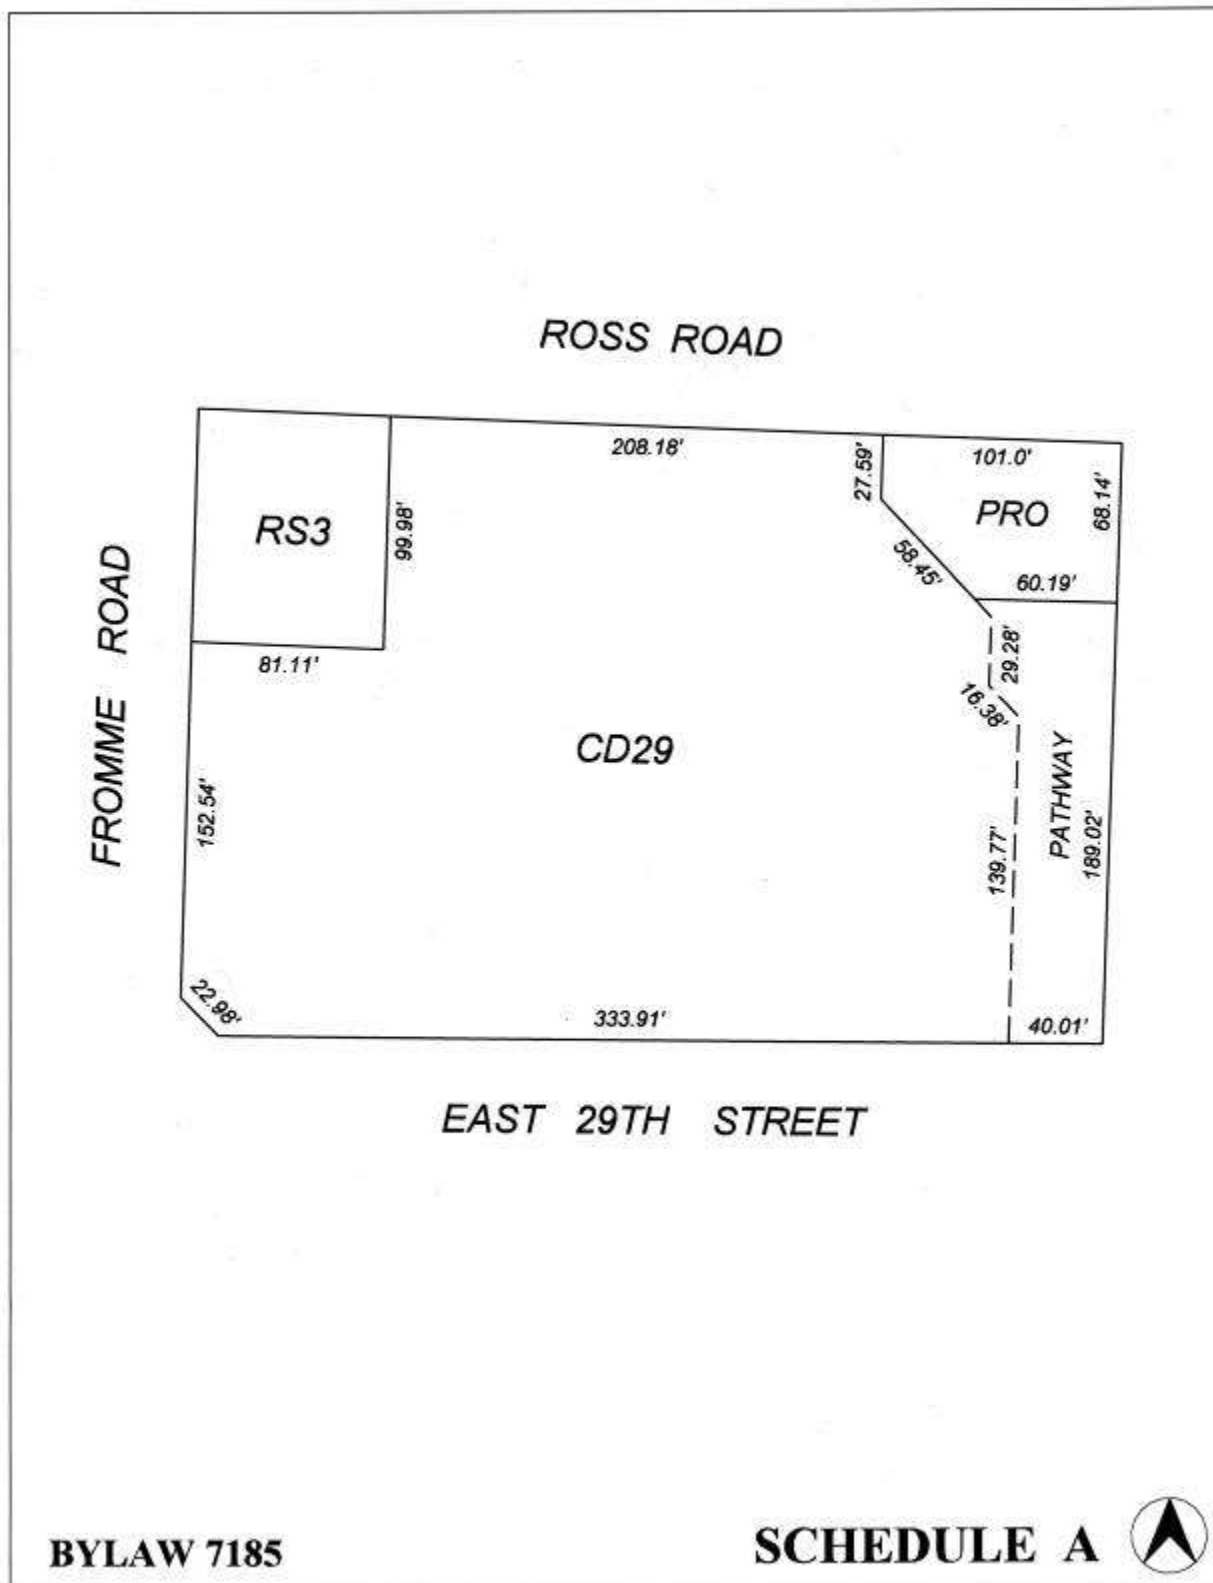 ROSS ROAD
208.18'
27.59'
101.0'
68.14'
PRO
RS3
99.98'
58.45'
60.19'
29.28'
81.11'
16.38'
CD29
FROMME ROAD
152.54'
139.77'
PATHWAY
189.02'
22.98'
333.91'
40.01'
EAST 29TH STREET
BYLAW 7185
SCHEDULE A